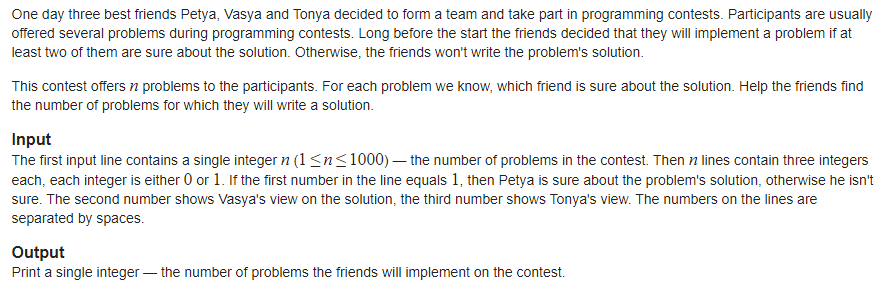 One day three best friends Petya, Vasya and Tonya decided to form a team and take part in programming contests. Participants are usually
offered several problems during programming contests. Long before the start the friends decided that they will implement a problem if at
least two of them are sure about the solution. Otherwise, the friends won't write the problem's solution.
This contest offers n problems to the participants. For each problem we know, which friend is sure about the solution. Help the friends find
the number of problems for which they will write a solution.
Input
The first input line contains a single integer n (1 ≤ n ≤ 1000) — the number of problems in the contest. Then n lines contain three integers
each, each integer is either 0 or 1. If the first number in the line equals 1, then Petya is sure about the problem's solution, otherwise he isn't
sure. The second number shows Vasya's view on the solution, the third number shows Tonya's view. The numbers on the lines are
separated by spaces.
Output
Print a single integer — the number of problems the friends will implement on the contest.